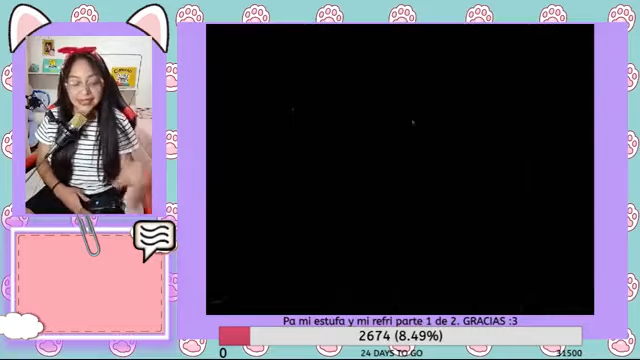 Pa mi estufa y mi refri parte 1 de 2. GRACIAS :3
2674 (8.49%)
0
24 DAYS TO GO
31500